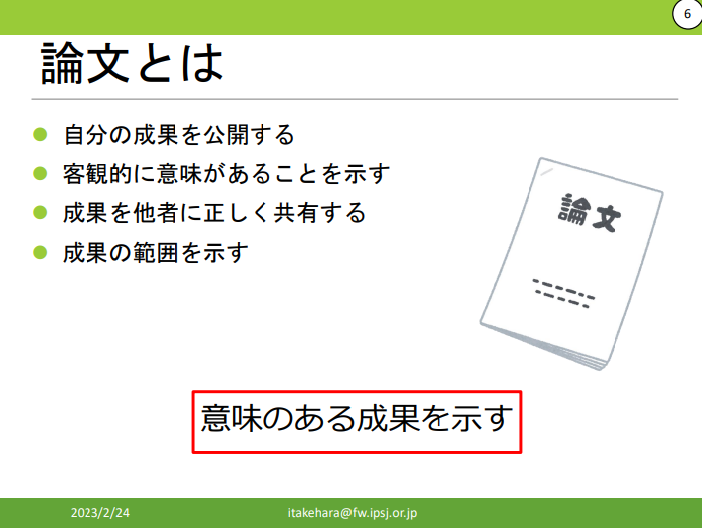 6
論文とは
自分の成果を公開する
客観的に意味があることを示す
成果を他者に正しく共有する
成果の範囲を示す
論文
意味のある成果を示す
2023/2/24
itakehara@fw.ipsj.or.jp